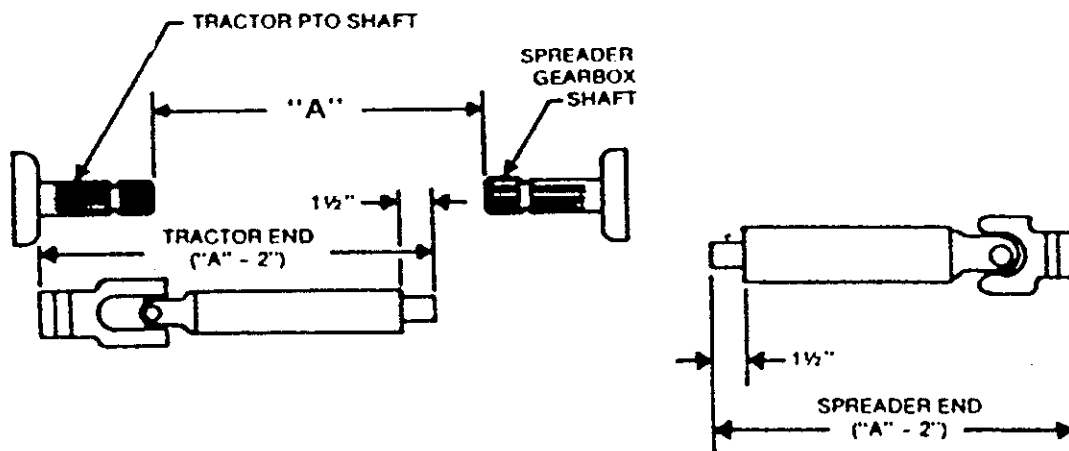 TRACTOR PTO SHAFT
SPREADER
GEARBOX
SHAFT
"A"
1½"
TRACTOR END
("A" - 2")
1½"
SPREADER END
("A" - 2")